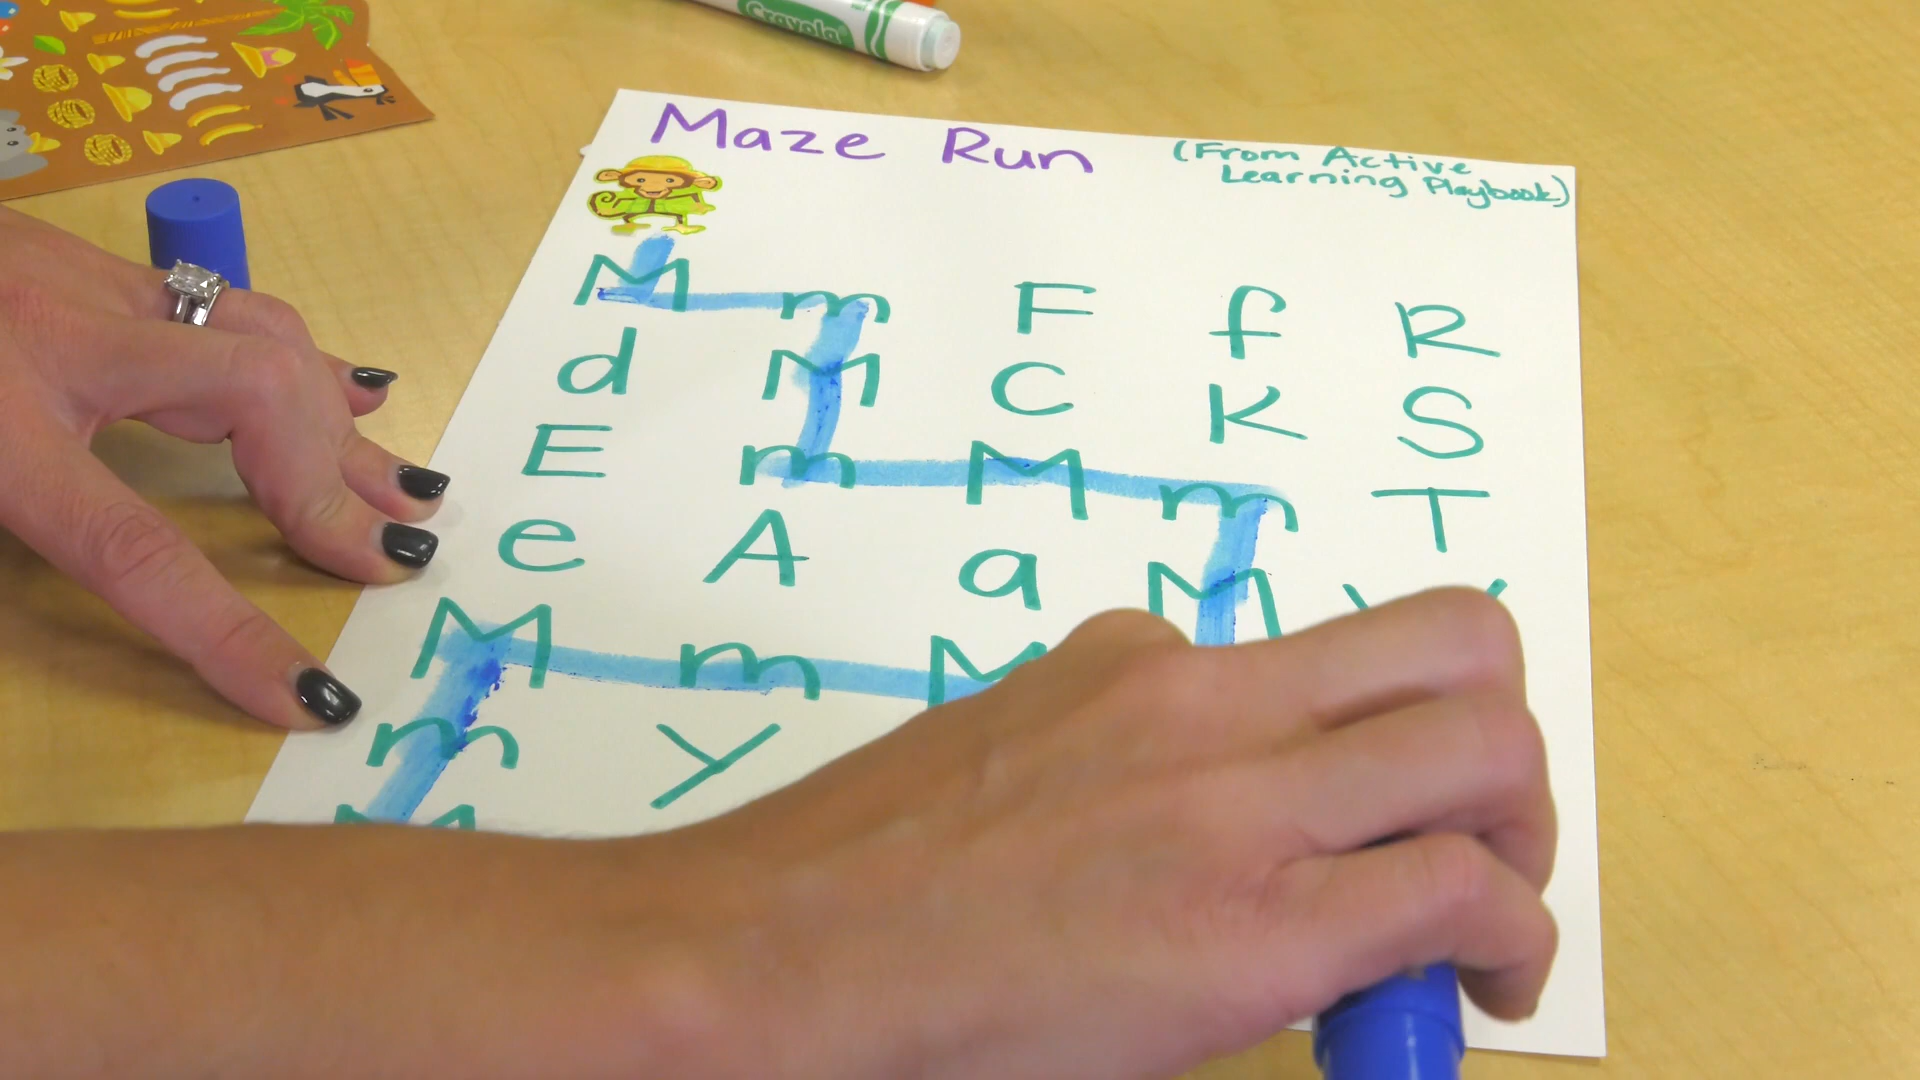 Crayola
Maze Run (From Active
Learning Playbook)
M m F f R
d M C K S
E m M m T
e A a M
M m M
m Y
M